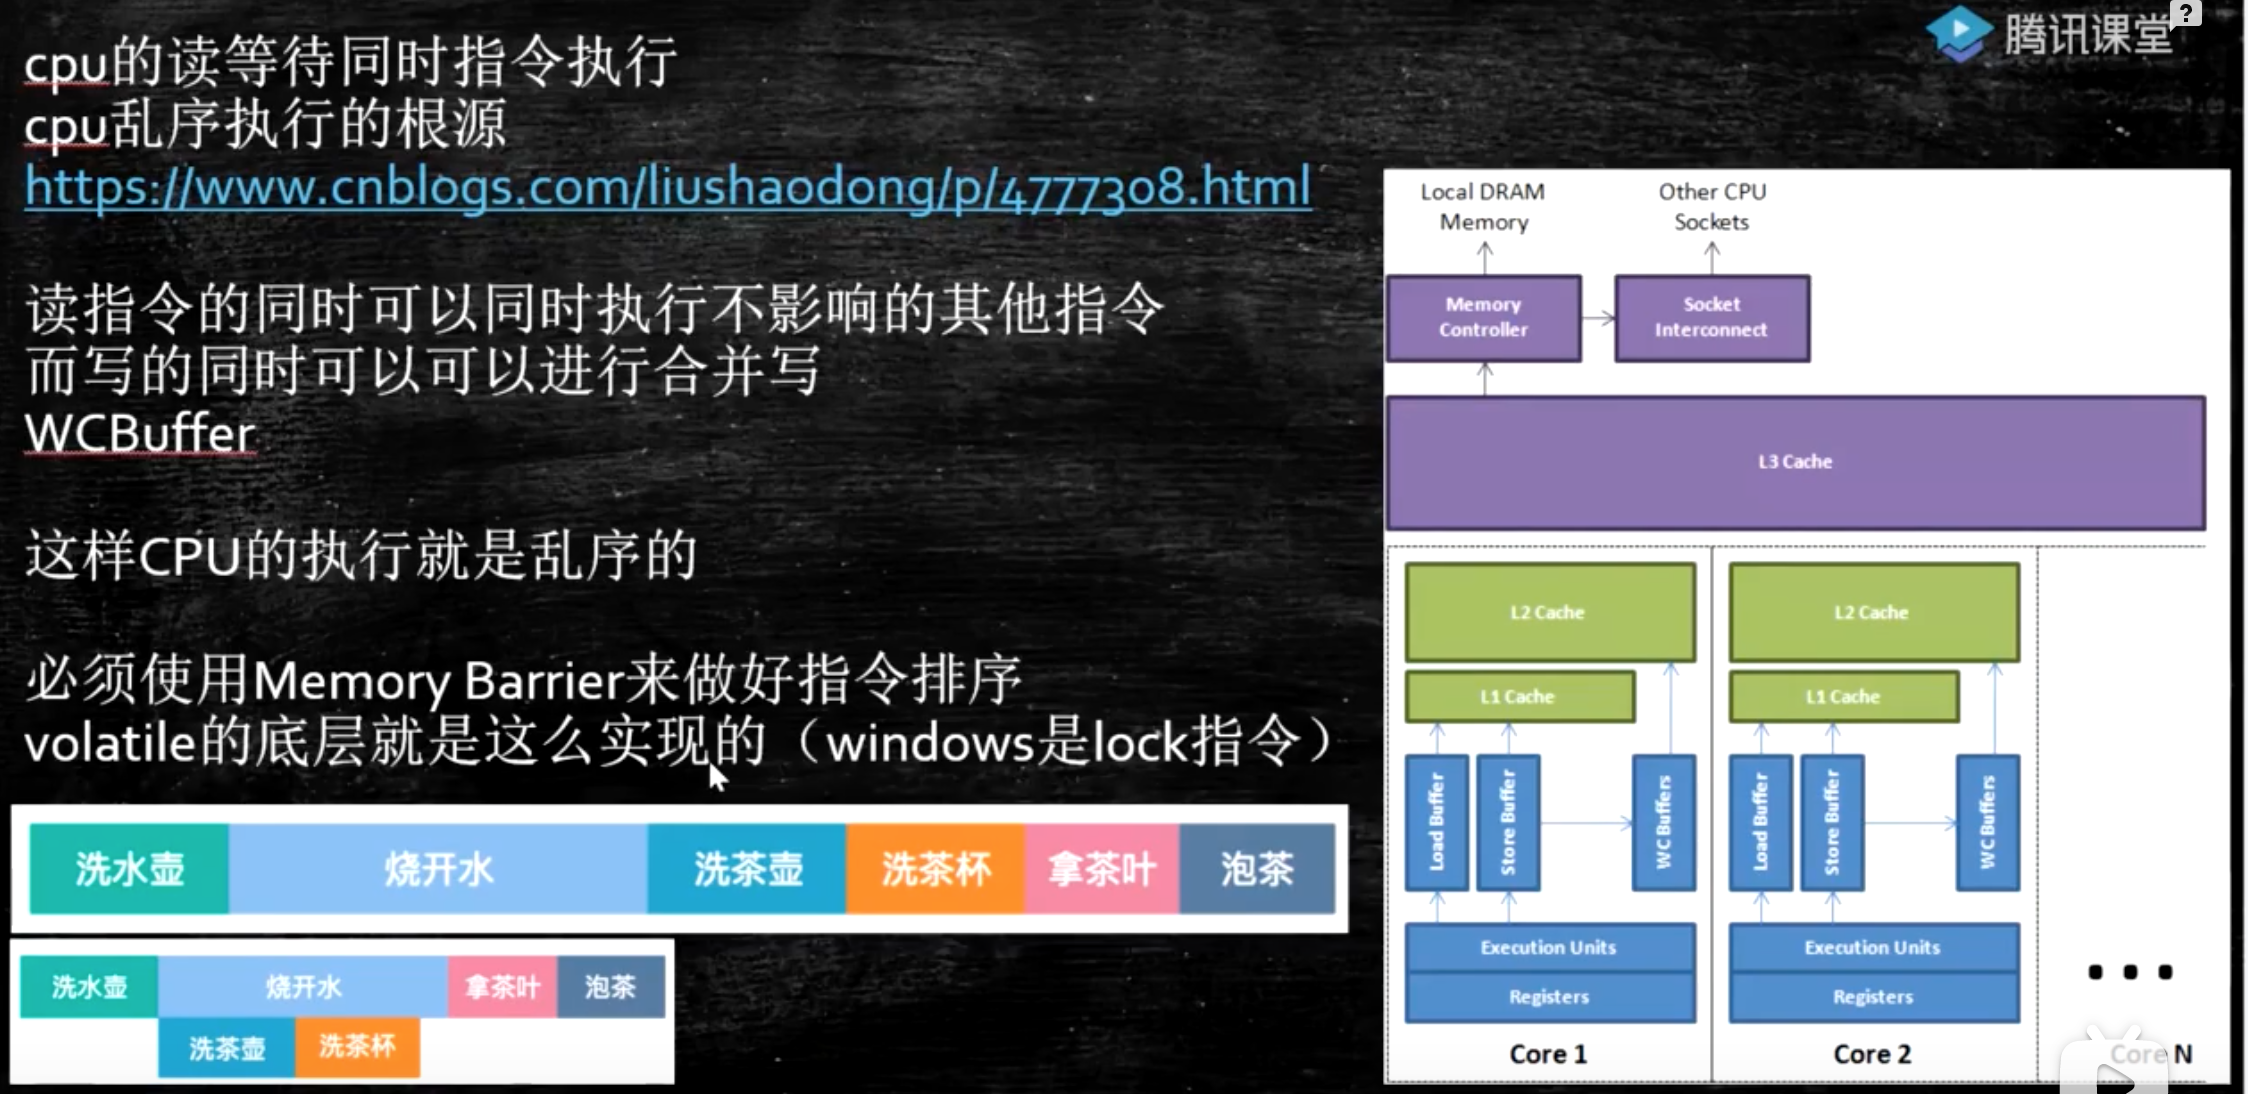 cpu的读等待同时指令执行
cpu乱序执行的根源
https://www.cnblogs.com/liushaodong/p/4777308.html
读指令的同时可以同时执行不影响的其他指令
而写的同时可以可以进行合并写
WCBuffer
这样CPU的执行就是乱序的
必须使用Memory Barrier来做好指令排序
volatile的底层就是这么实现的（windows是lock指令）
洗水壶 烧开水 洗茶壶 洗茶杯 拿茶叶 泡茶
洗水壶 烧开水 拿茶叶 泡茶
洗茶壶 洗茶杯
腾讯课堂
?
Local DRAM Other CPU
Memory Sockets
Memory Socket
Controller Interconnect
L3 Cache
L2 Cache L2 Cache
L1 Cache L1 Cache
Load Buffer Store Buffer WC Buffers Load Buffer Store Buffer WC Buffers
Execution Units Execution Units
Registers Registers
Core 1 Core 2 Core N